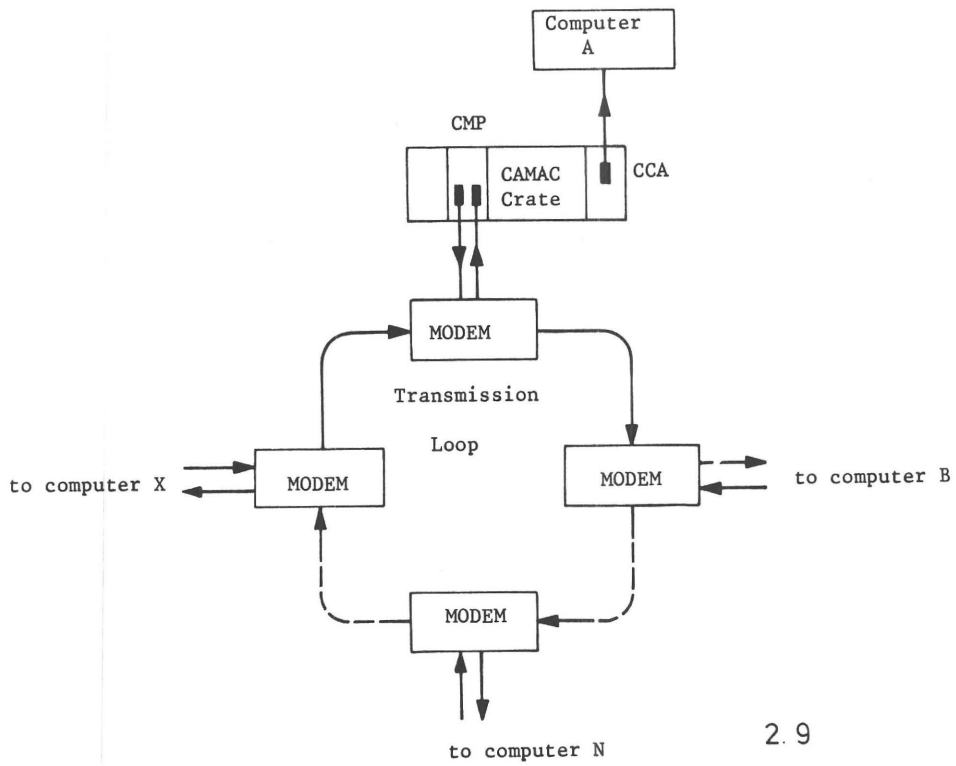 Computer
A
CMP
CAMAC
Crate
CCA
MODEM
Transmission
Loop
to computer X
MODEM
MODEM
to computer B
MODEM
to computer N
2.9